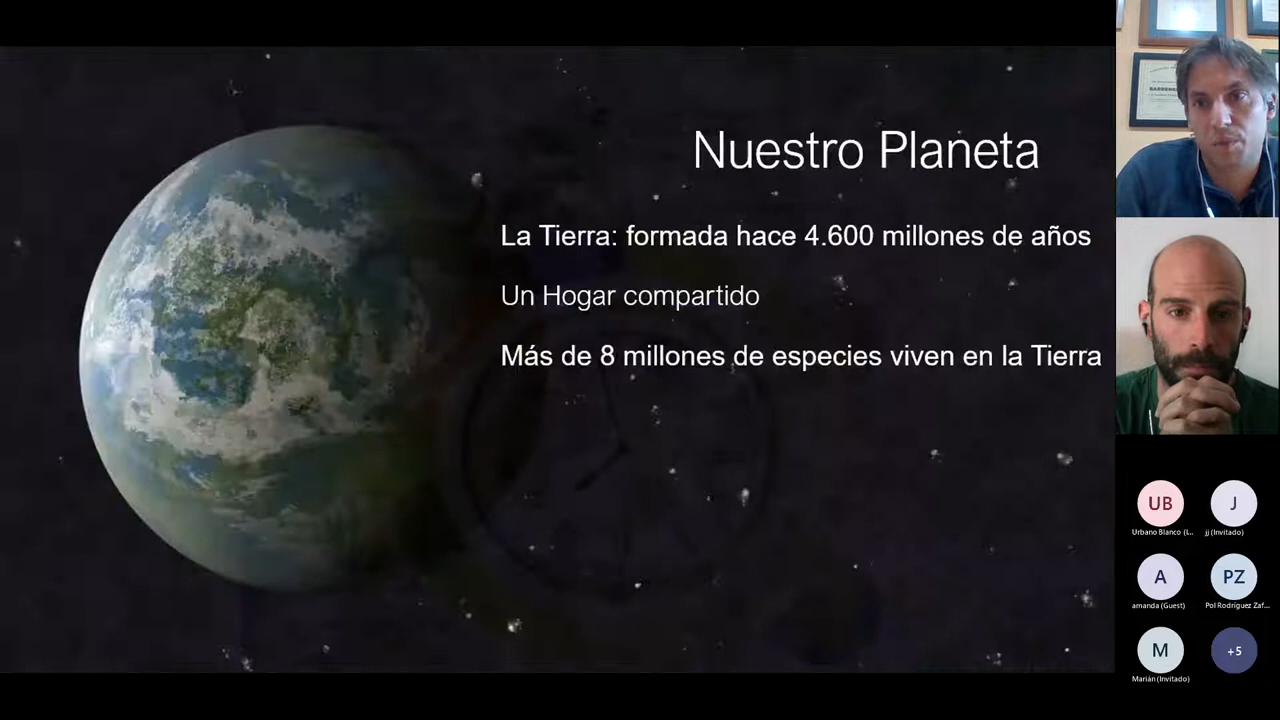 Nuestro Planeta
La Tierra: formada hace 4.600 millones de años
Un Hogar compartido
Más de 8 millones de especies viven en la Tierra
UB
J
Urbano Blanco (I...
jj (Invitado)
A
PZ
amanda (Guest)
Pol Rodríguez Zaf...
M
+5
Marián (Invitado)